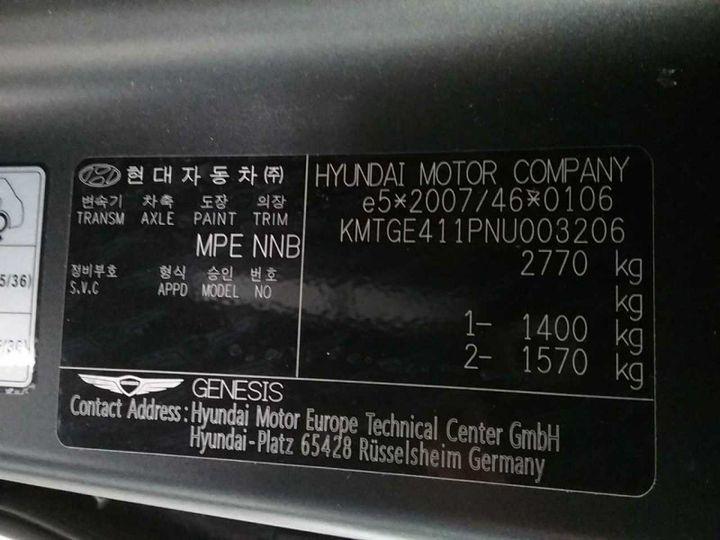 현대자동차(주)
변속기 차축 도장 의장
TRANSM AXLE PAINT TRIM
MPE NNB
정비부호 형식 승인 번호
S.V.C APPD MODEL NO
HYUNDAI MOTOR COMPANY
e5*2007/46*0106
KMTGE411PNU003206
2770 kg
kg
1- 1400 kg
2- 1570 kg
GENESIS
Contact Address : Hyundai Motor Europe Technical Center GmbH
Hyundai-Platz 65428 Rüsselsheim Germany
5/36)